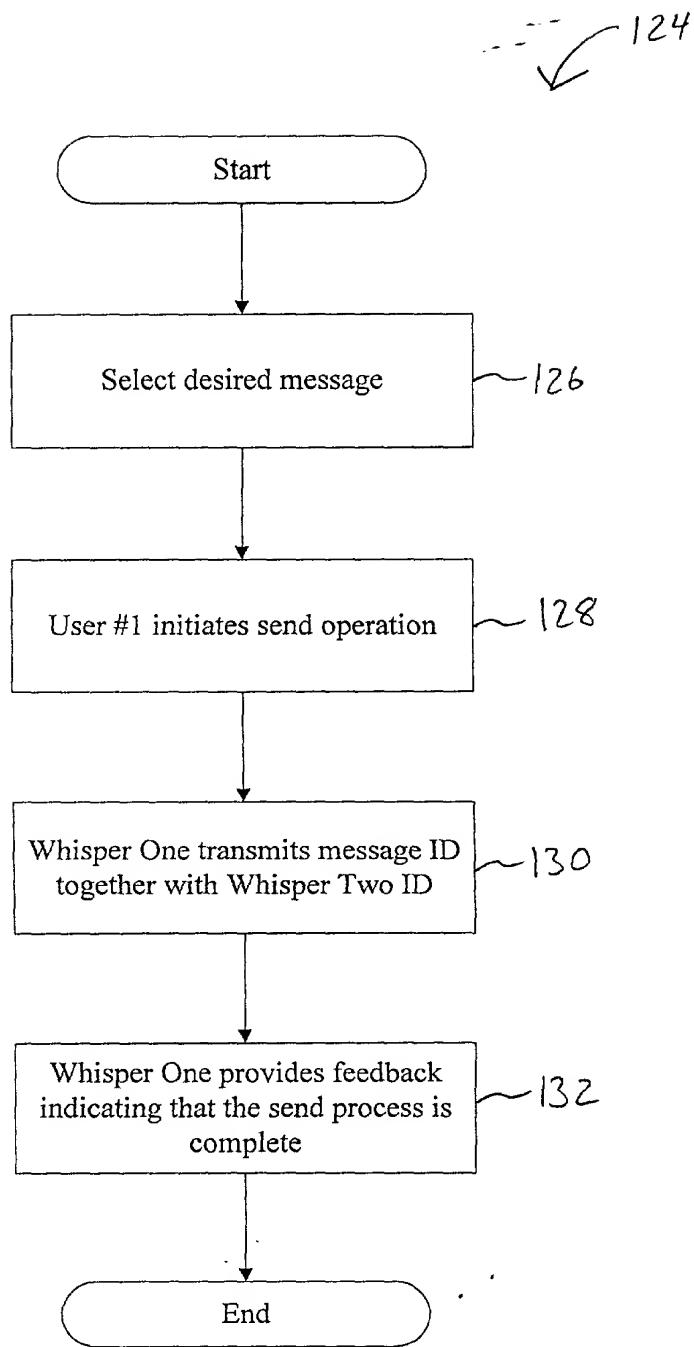 124
Start
Select desired message
126
User #1 initiates send operation
128
Whisper One transmits message ID
together with Whisper Two ID
130
Whisper One provides feedback
indicating that the send process is
complete
132
End